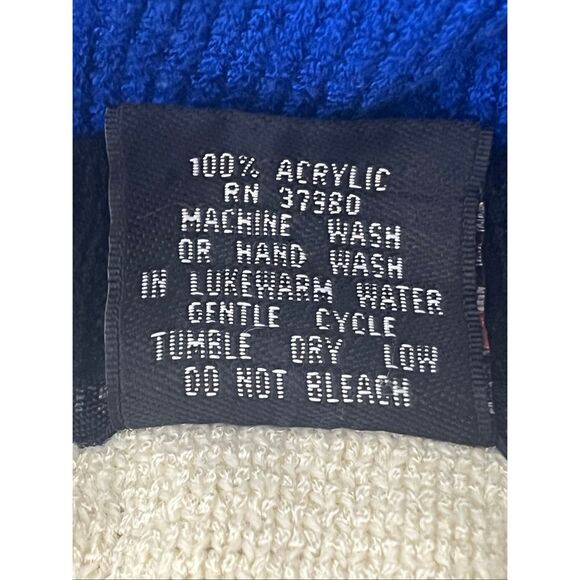 100% ACRYLIC
RN 37980
MACHINE WASH
OR HAND WASH
IN LUKEWARM WATER
GENTLE CYCLE
TUMBLE DRY LOW
DO NOT BLEACH